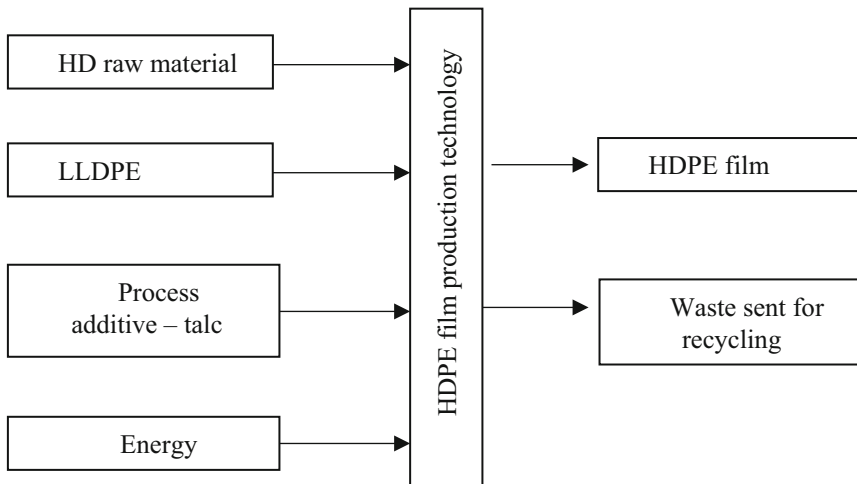 HD raw material
LLDPE
Process
additive – talc
Energy
HDPE film production technology
HDPE film
Waste sent for
recycling